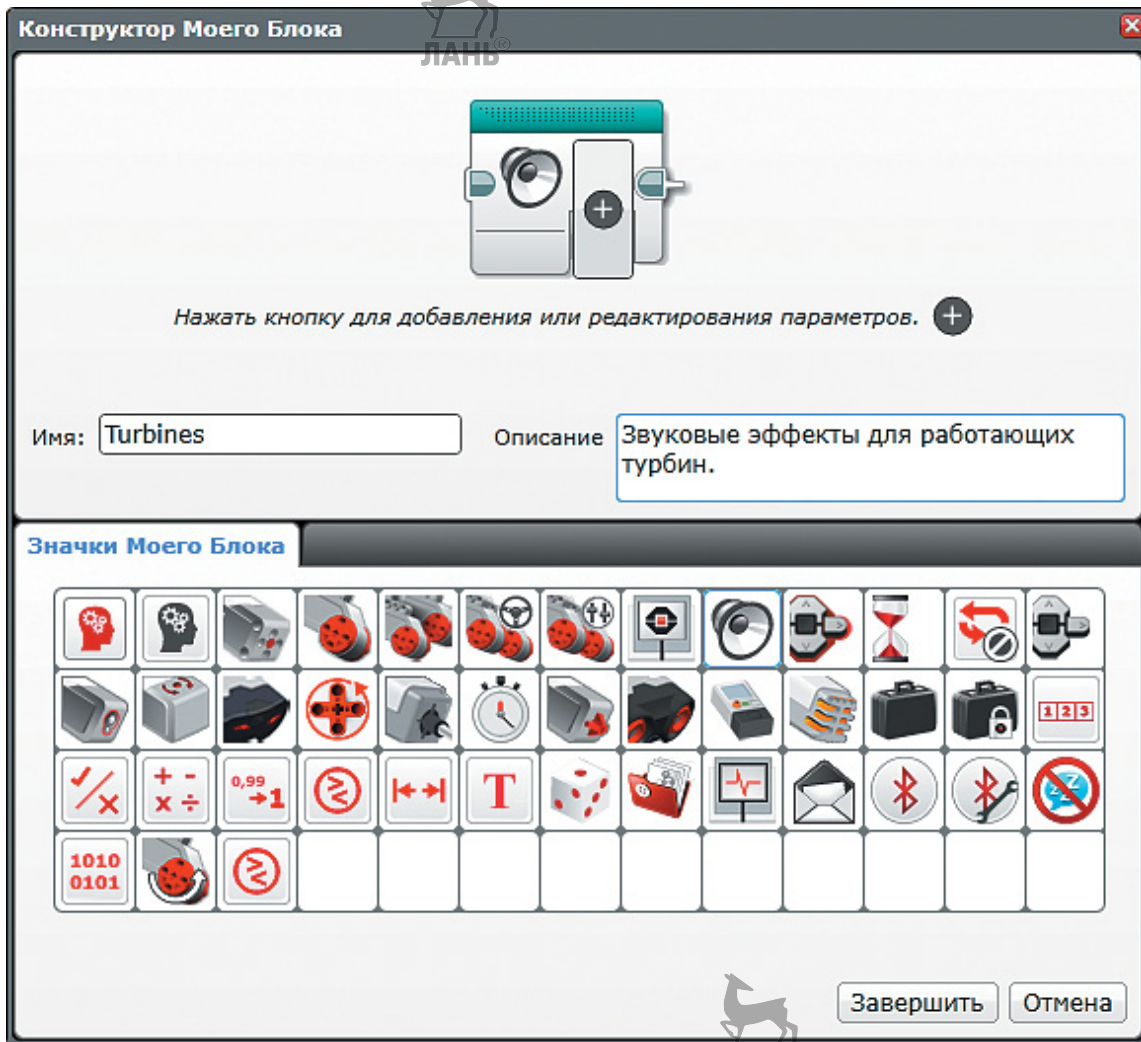 Конструктор Моего Блока
ЛАНЬ®
Нажать кнопку для добавления или редактирования параметров.
Имя: Turbines
Описание Звуковые эффекты для работающих
турбин.
Значки Моего Блока
1 2 3
+ -
x ÷
0,99
→1
T
z z z
1010
0101
Завершить Отмена